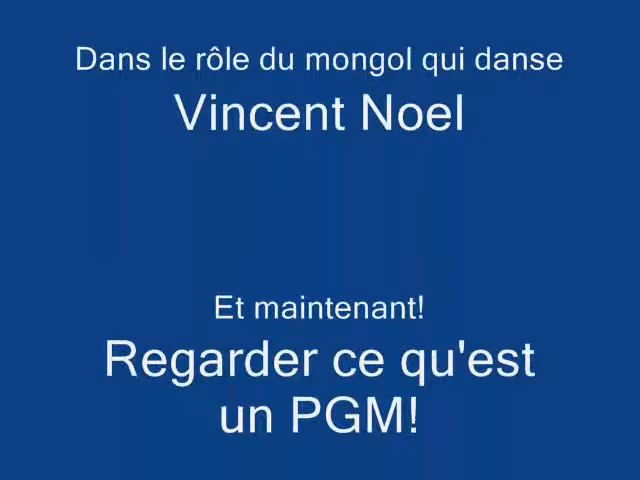 Dans le rôle du mongol qui danse
Vincent Noel
Et maintenant!
Regarder ce qu'est
un PGM!